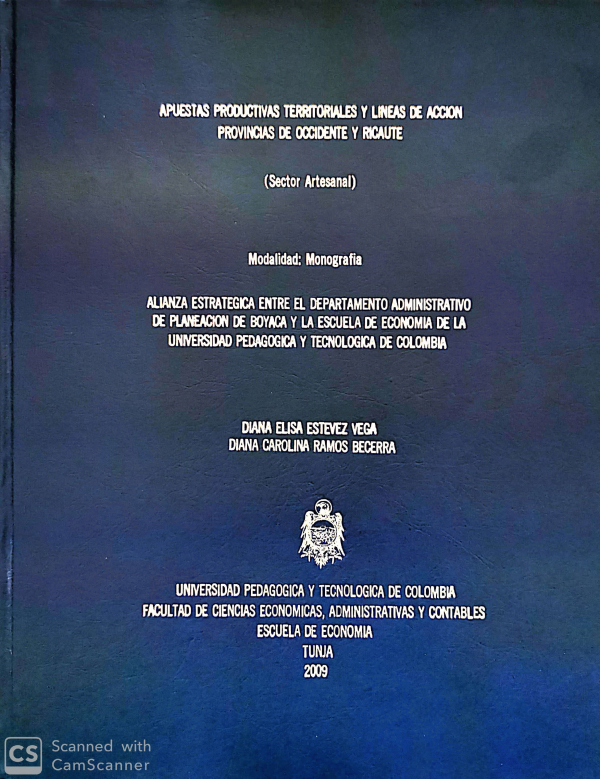 APUESTAS PRODUCTIVAS TERRITORIALES Y LINEAS DE ACCION
PROVINCIAS DE OCCIDENTE Y RICAUTE
(Sector Artesanal)
Modalidad: Monografia
ALIANZA ESTRATEGICA ENTRE EL DEPARTAMENTO ADMINISTRATIVO
DE PLANEACION DE BOYACA Y LA ESCUELA DE ECONOMIA DE LA
UNIVERSIDAD PEDAGOGICA Y TECNOLOGICA DE COLOMBIA
DIANA ELISA ESTEVEZ VEGA
DIANA CAROLINA RAMOS BECERRA
UNIVERSIDAD PEDAGOGICA Y TECNOLOGICA DE COLOMBIA
FACULTAD DE CIENCIAS ECONOMICAS, ADMINISTRATIVAS Y CONTABLES
ESCUELA DE ECONOMIA
TUNJA
2009
CS Scanned with
CamScanner